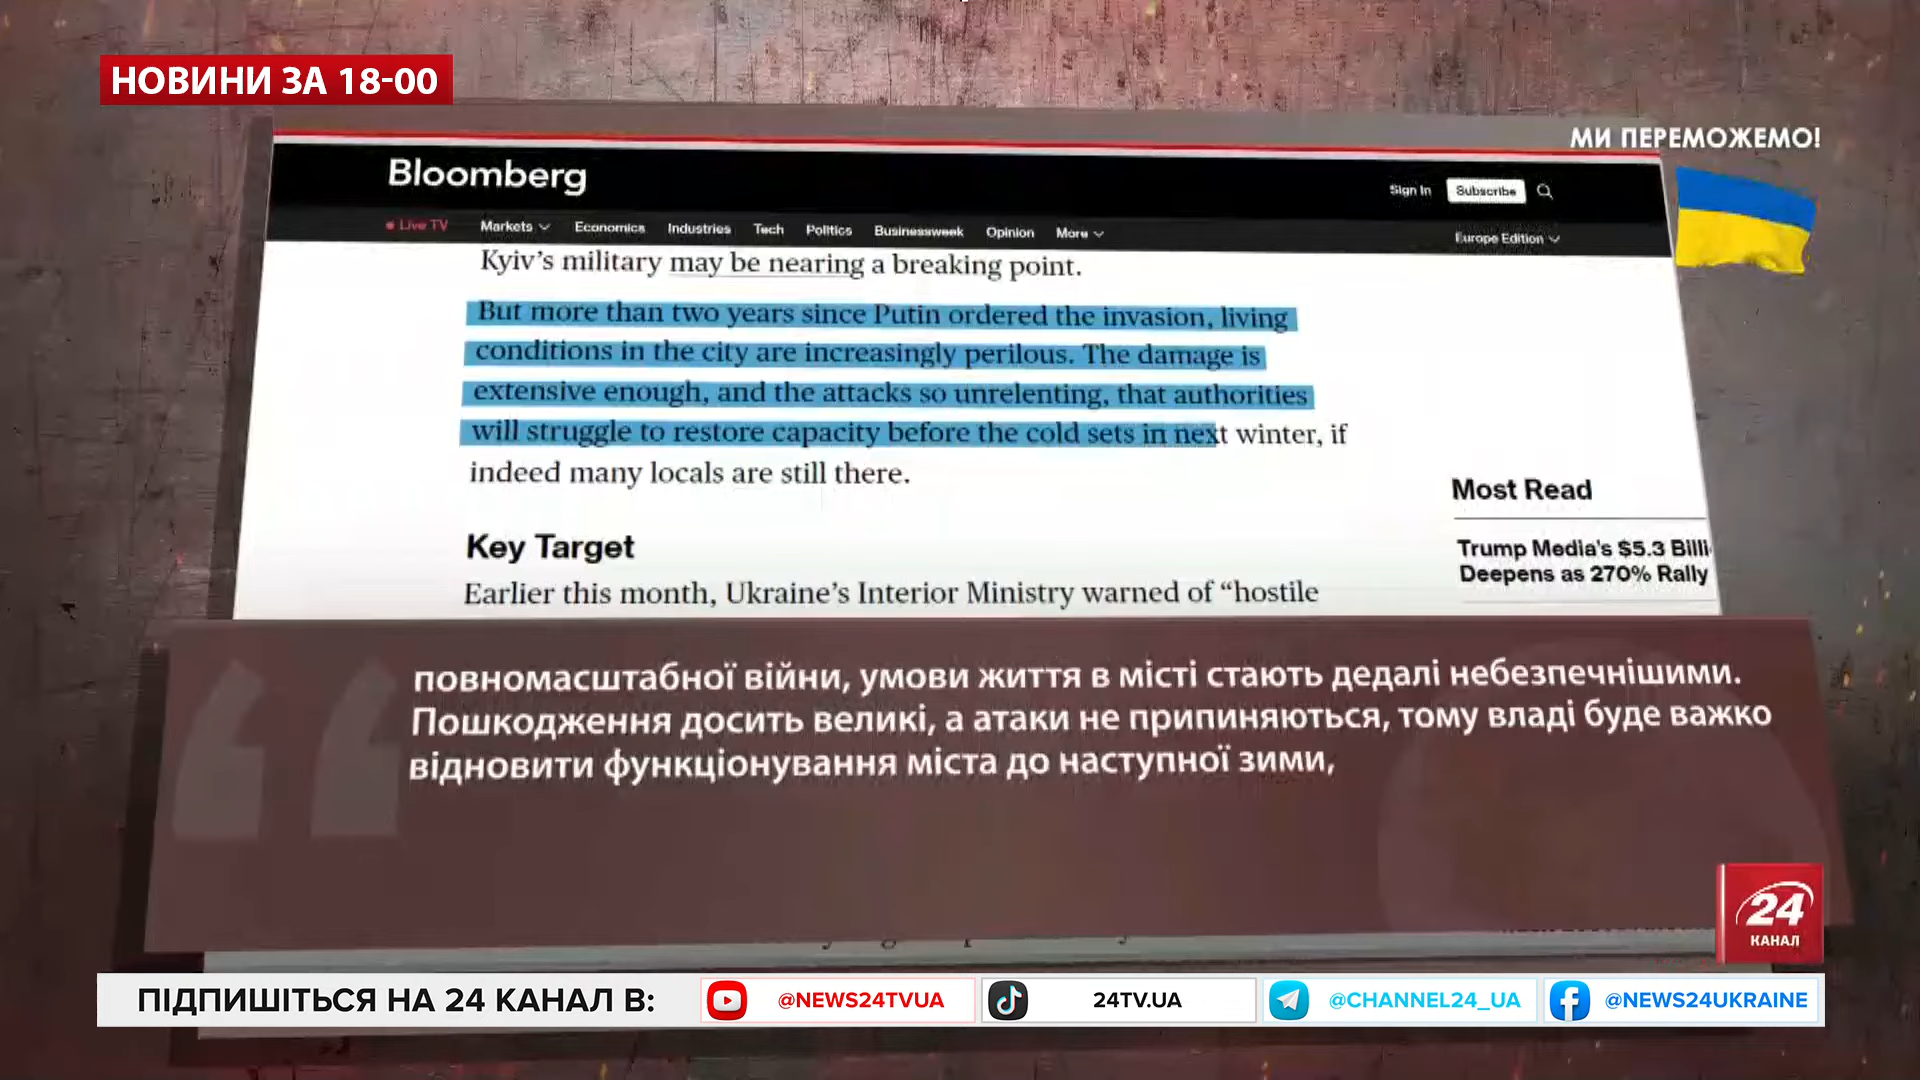 НОВИНИ ЗА 18-00
МИ ПЕРЕМОЖЕМО!
Bloomberg
Sign In
Subscribe
Live TV
Markets
Economics
Industries
Tech
Politics
Businessweek
Opinion
More
Europe Edition
Kyiv's military may be nearing a breaking point.
But more than two years since Putin ordered the invasion, living
conditions in the city are increasingly perilous. The damage is
extensive enough, and the attacks so unrelenting, that authorities
will struggle to restore capacity before the cold sets in next winter, if
indeed many locals are still there.
Most Read
Trump Media's $5.3 Billi
Deepens as 270% Rally
Key Target
Earlier this month, Ukraine's Interior Ministry warned of “hostile
повномасштабної війни, умови життя в місті стають дедалі небезпечнішими.
Пошкодження досить великі, а атаки не припиняються, тому владі буде важко
відновити функціонування міста до наступної зими,
24
КАНАЛ
ПІДПИШІТЬСЯ НА 24 КАНАЛ В:
@NEWS24TVUA
24TV.UA
@CHANNEL24_UA
@NEWS24UKRAINE